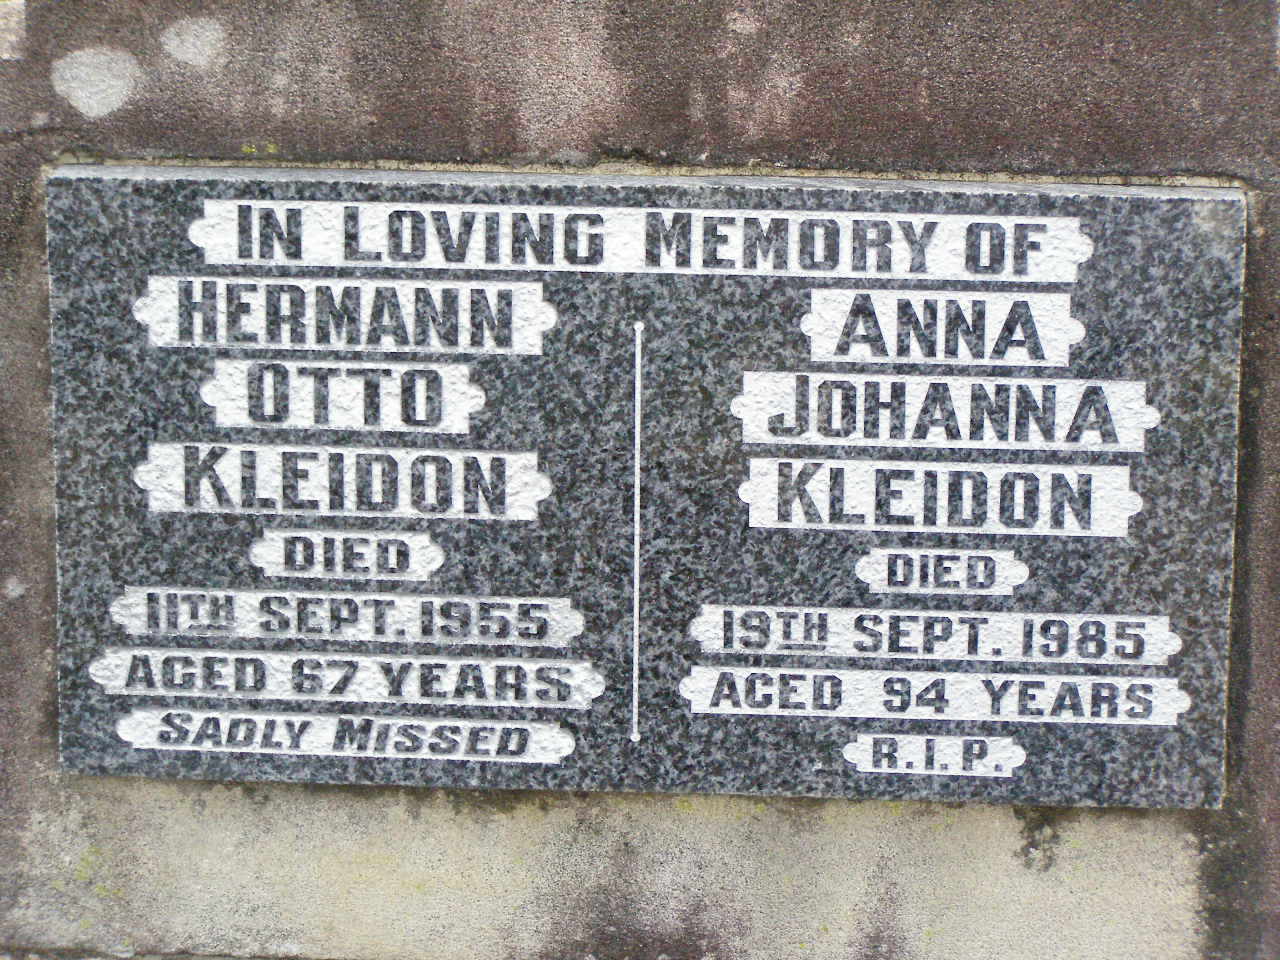 IN LOVING MEMORY OF
HERMANN
OTTO
KLEIDON
DIED
11TH SEPT. 1955
AGED 67 YEARS
SADLY MISSED
ANNA
JOHANNA
KLEIDON
DIED
19TH SEPT. 1985
AGED 94 YEARS
R.I.P.